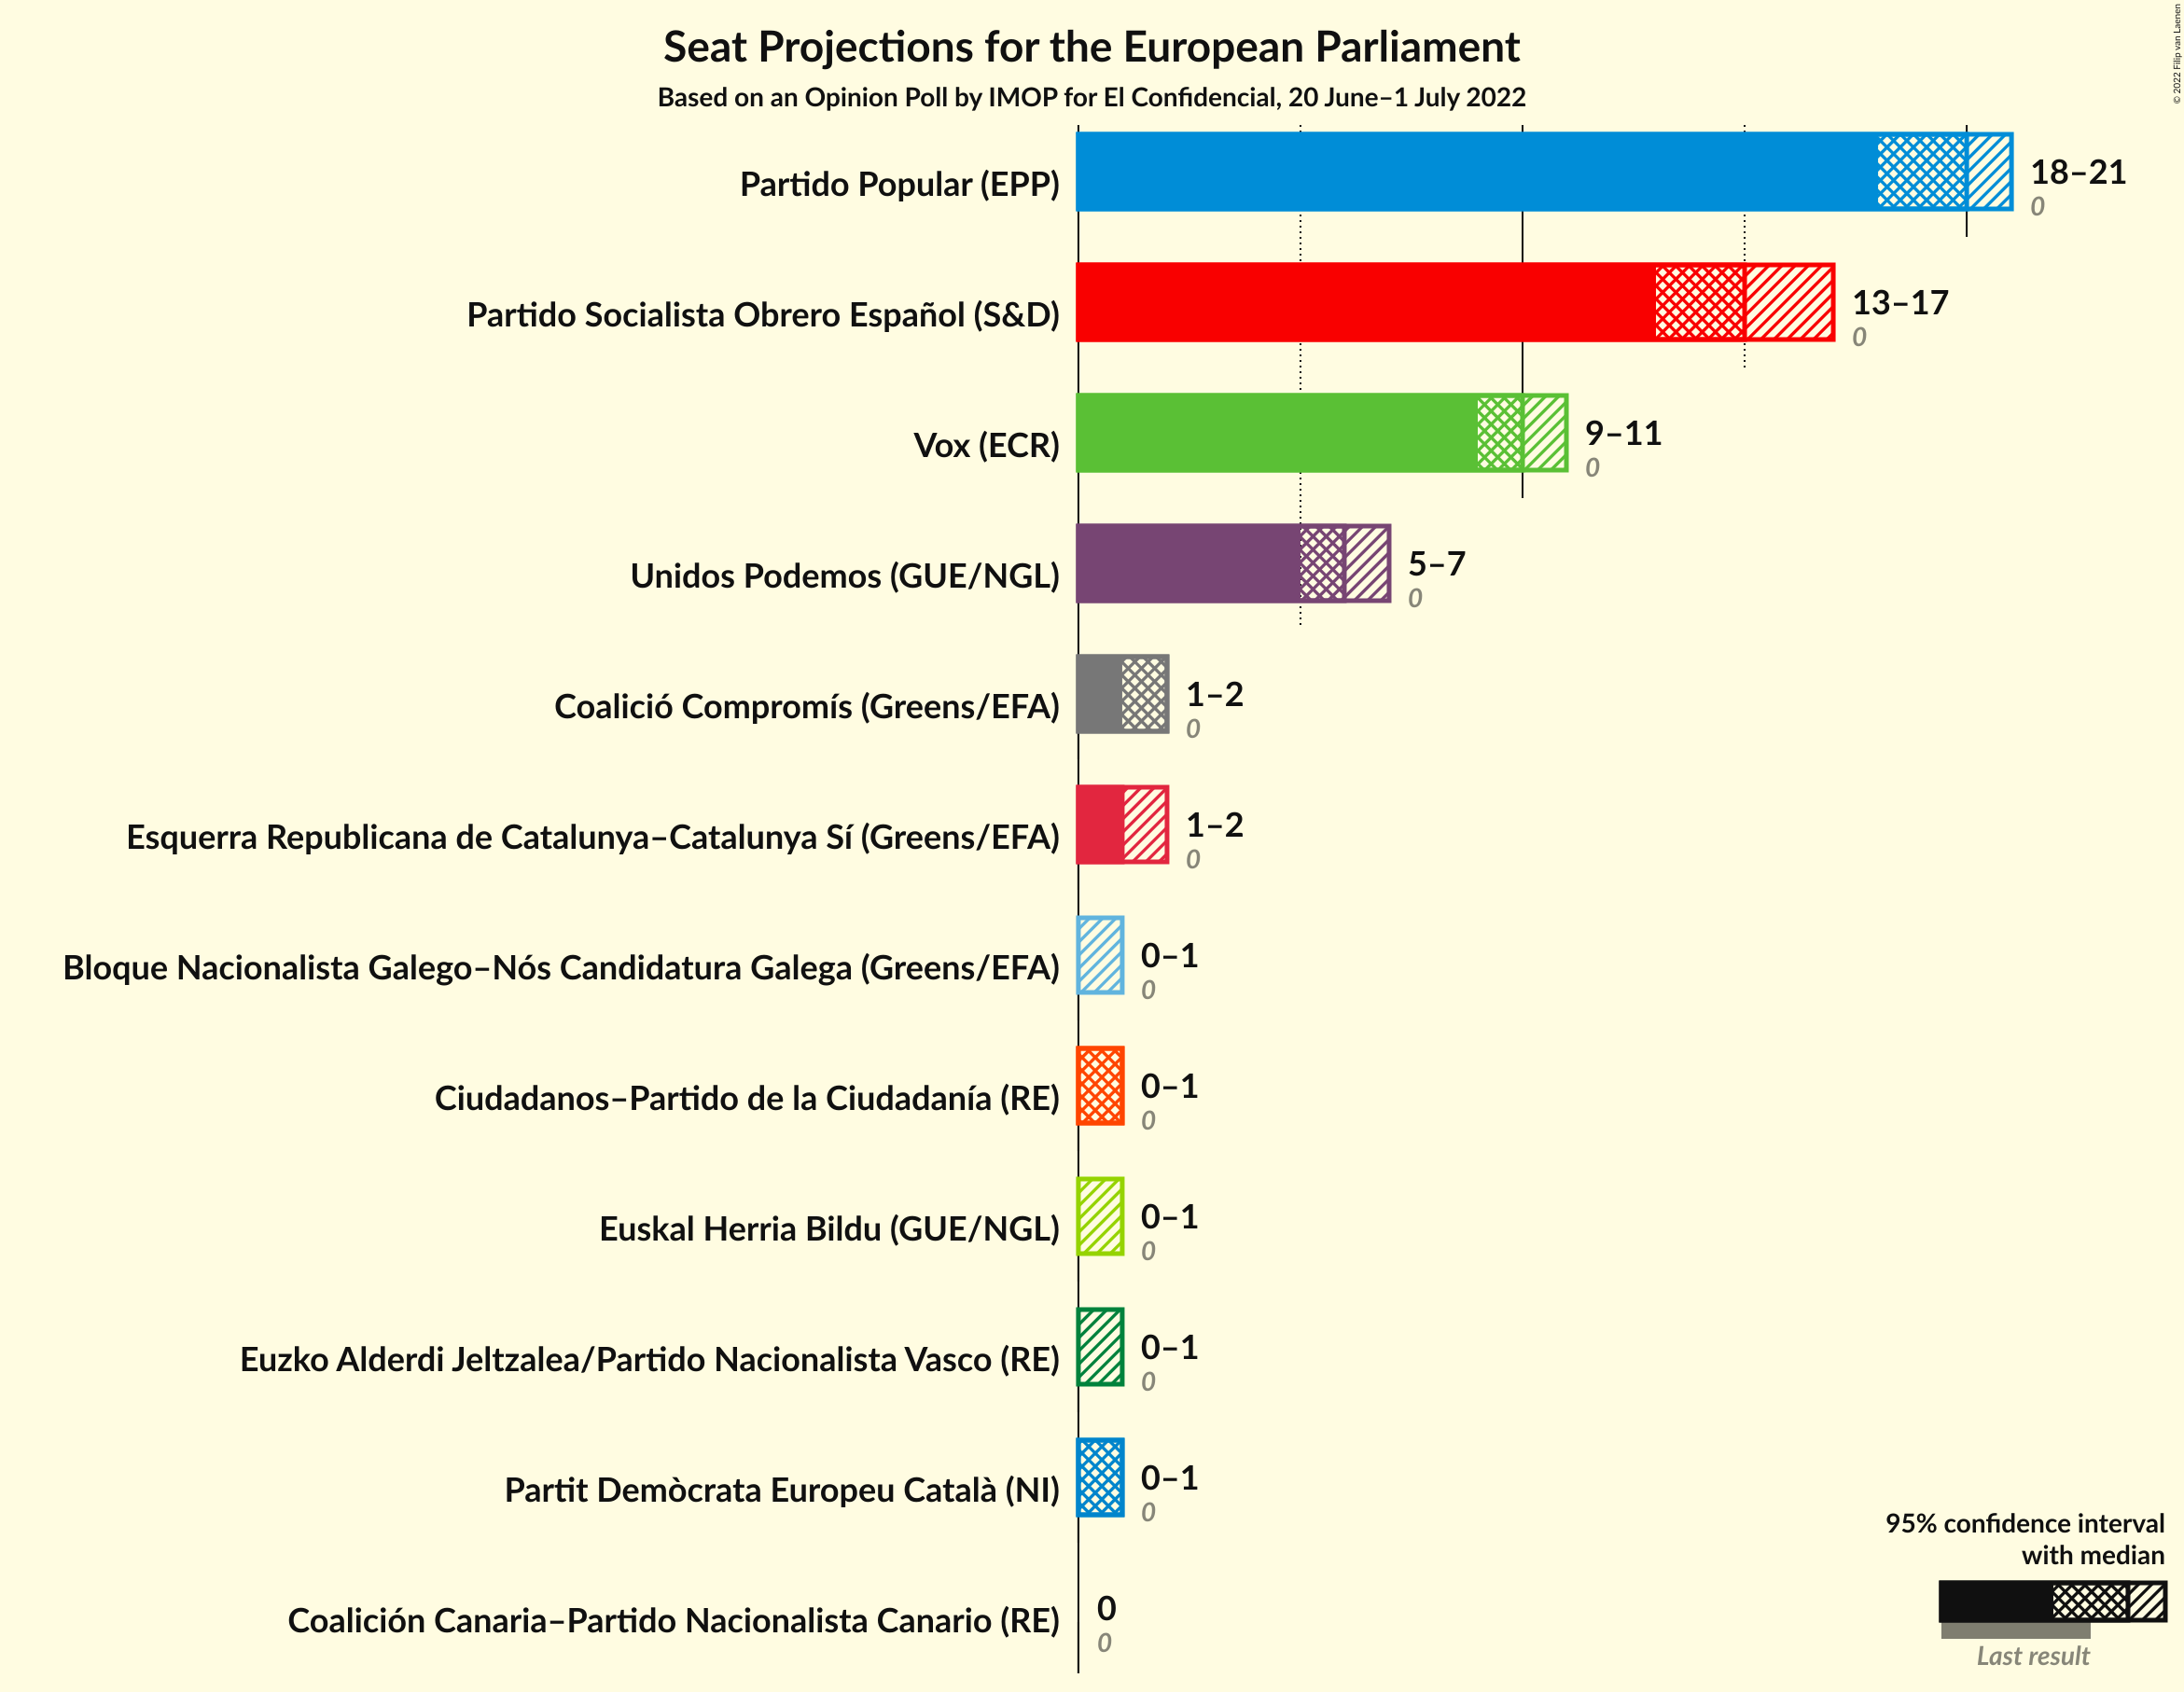 Seat Projections for the European Parliament
Based on an Opinion Poll by IMOP for El Confidencial, 20 June–1 July 2022
© 2022 Filip van Laenen
Partido Popular (EPP)
18–21
0
Partido Socialista Obrero Español (S&D)
13–17
0
Vox (ECR)
9–11
0
Unidos Podemos (GUE/NGL)
5–7
0
Coalició Compromís (Greens/EFA)
1–2
0
Esquerra Republicana de Catalunya–Catalunya Sí (Greens/EFA)
1–2
0
Bloque Nacionalista Galego–Nós Candidatura Galega (Greens/EFA)
0–1
0
Ciudadanos–Partido de la Ciudadanía (RE)
0–1
0
Euskal Herria Bildu (GUE/NGL)
0–1
0
Euzko Alderdi Jeltzalea/Partido Nacionalista Vasco (RE)
0–1
0
Partit Demòcrata Europeu Català (NI)
0–1
0
Coalición Canaria–Partido Nacionalista Canario (RE)
0
0
95% confidence interval
with median
Last result